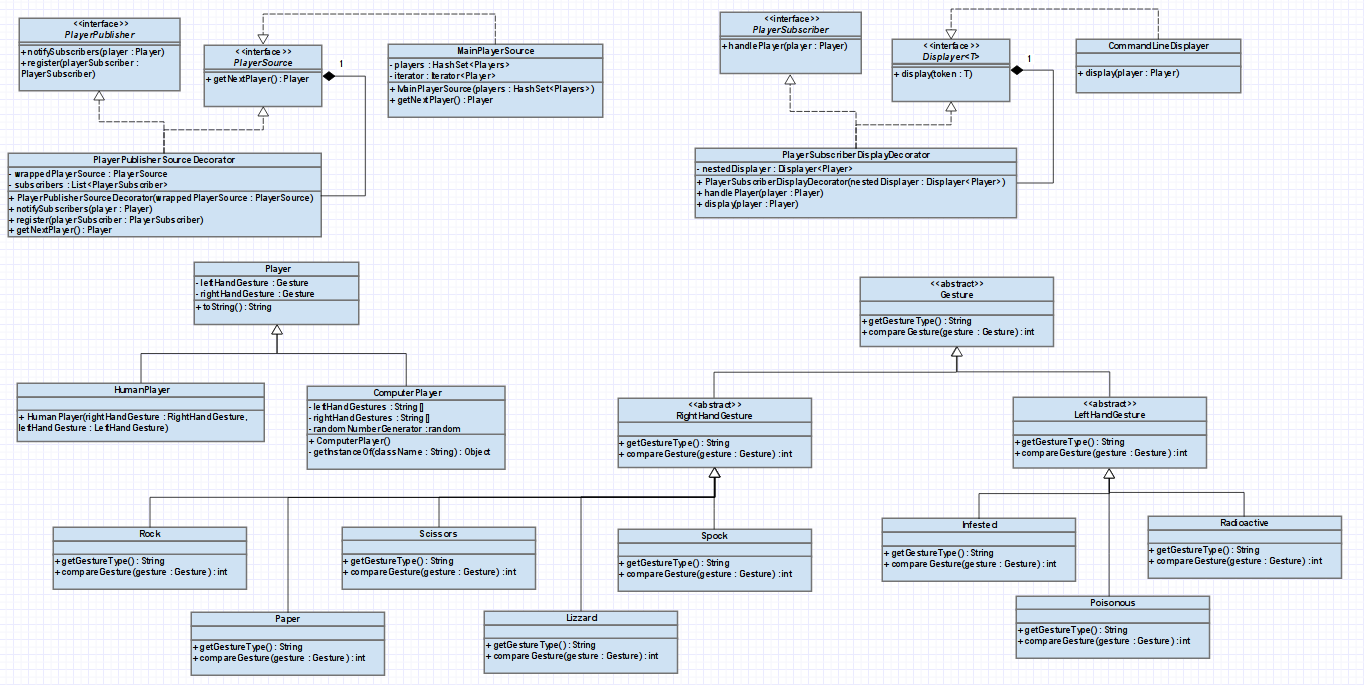 <<interface>>
PlayerPublisher
+ notifySubscribers(player : Player)
+ register(playerSubscriber :
PlayerSubscriber)
<<interface>>
PlayerSource
+ getNextPlayer() : Player
1
MainPlayerSource
- players : HashSet<Players>
- iterator : Iterator<Player>
+ MainPlayerSource(players : HashSet<Players>)
+ getNextPlayer() : Player
PlayerPublisherSourceDecorator
- wrappedPlayerSource : PlayerSource
- subscribers : List<PlayerSubscriber>
+ PlayerPublisherSourceDecorator(wrappedPlayerSource : PlayerSource)
+ notifySubscribers(player : Player)
+ register(playerSubscriber : PlayerSubscriber)
+ getNextPlayer() : Player
<<interface>>
PlayerSubscriber
+ handlePlayer(player : Player)
<<interface>>
Displayer<T>
+ display(token : T)
1
CommandLineDisplayer
+ display(player : Player)
PlayerSubscriberDisplayDecorator
- nestedDisplayer : Displayer<Player>
+ PlayerSubscriberDisplayDecorator(nestedDisplayer : Displayer<Player>)
+ handlePlayer(player : Player)
+ display(player : Player)
Player
- leftHandGesture : Gesture
- rightHandGesture : Gesture
+ toString() : String
HumanPlayer
+ HumanPlayer(rightHandGesture : RightHandGesture,
leftHandGesture : LeftHandGesture)
ComputerPlayer
- leftHandGestures : String[]
- rightHandGestures : String[]
- randomNumberGenerator : random
+ ComputerPlayer()
- getInstanceOf(className : String) : Object
<<abstract>>
Gesture
+ getGestureType() : String
+ compareGesture(gesture : Gesture) : int
<<abstract>>
RightHandGesture
+ getGestureType() : String
+ compareGesture(gesture : Gesture) : int
<<abstract>>
LeftHandGesture
+ getGestureType() : String
+ compareGesture(gesture : Gesture) : int
Rock
+ getGestureType() : String
+ compareGesture(gesture : Gesture) : int
Scissors
+ getGestureType() : String
+ compareGesture(gesture : Gesture) : int
Spock
+ getGestureType() : String
+ compareGesture(gesture : Gesture) : int
Infested
+ getGestureType() : String
+ compareGesture(gesture : Gesture) : int
Radioactive
+ getGestureType() : String
+ compareGesture(gesture : Gesture) : int
Paper
+ getGestureType() : String
+ compareGesture(gesture : Gesture) : int
Lizzard
+ getGestureType() : String
+ compareGesture(gesture : Gesture) : int
Poisonous
+ getGestureType() : String
+ compareGesture(gesture : Gesture) : int